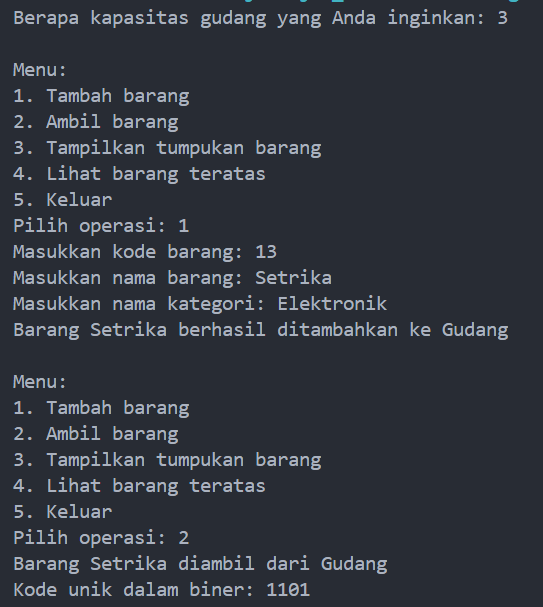 Berapa kapasitas gudang yang Anda inginkan: 3
Menu:
1. Tambah barang
2. Ambil barang
3. Tampilkan tumpukan barang
4. Lihat barang teratas
5. Keluar
Pilih operasi: 1
Masukkan kode barang: 13
Masukkan nama barang: Setrika
Masukkan nama kategori: Elektronik
Barang Setrika berhasil ditambahkan ke Gudang
Menu:
1. Tambah barang
2. Ambil barang
3. Tampilkan tumpukan barang
4. Lihat barang teratas
5. Keluar
Pilih operasi: 2
Barang Setrika diambil dari Gudang
Kode unik dalam biner: 1101